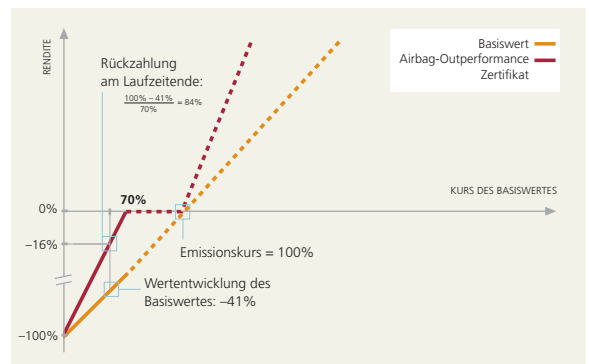 RENDITE
Basiswert
Airbag-Outperformance
Zertifikat
Rückzahlung
am Laufzeitende:
100% – 41%
70%
= 84%
70%
KURS DES BASISWERTES
0%
–16%
Emissionskurs = 100%
Wertentwicklung des
Basiswertes: –41%
–100%